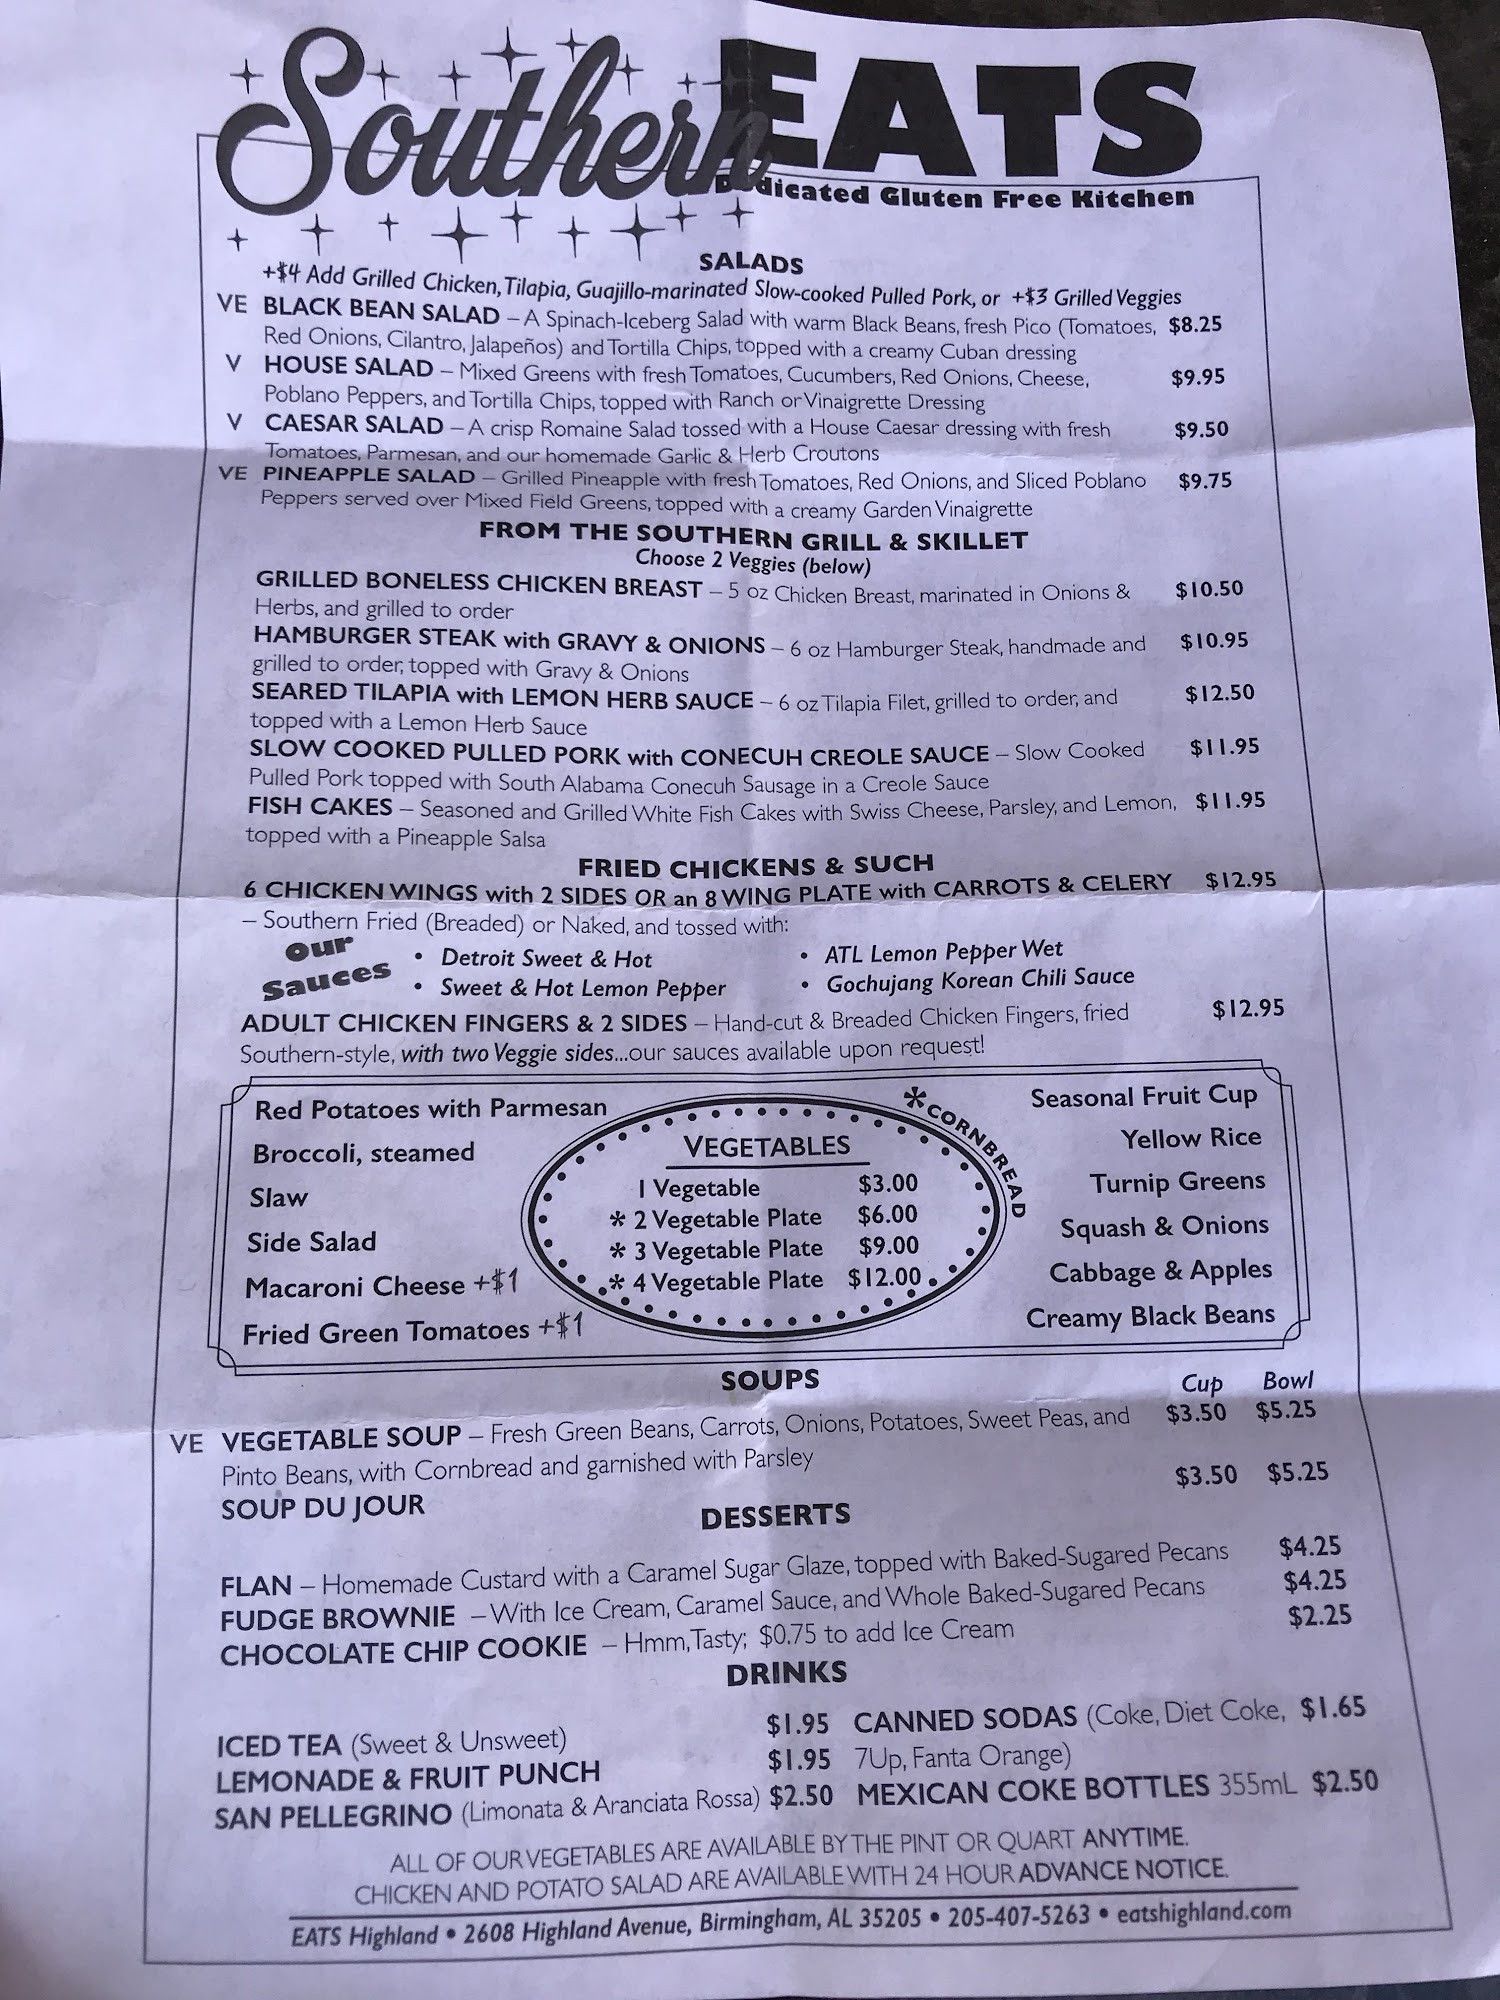 Southern EATS
Dedicated Gluten Free Kitchen
SALADS
+$4 Add Grilled Chicken, Tilapia, Guajillo-marinated Slow-cooked Pulled Pork, or +$3 Grilled Veggies
VE BLACK BEAN SALAD – A Spinach-Iceberg Salad with warm Black Beans, fresh Pico (Tomatoes, $8.25
Red Onions, Cilantro, Jalapeños) and Tortilla Chips, topped with a creamy Cuban dressing
V HOUSE SALAD – Mixed Greens with fresh Tomatoes, Cucumbers, Red Onions, Cheese, $9.95
Poblano Peppers, and Tortilla Chips, topped with Ranch or Vinaigrette Dressing
V CAESAR SALAD – A crisp Romaine Salad tossed with a House Caesar dressing with fresh $9.50
Tomatoes, Parmesan, and our homemade Garlic & Herb Croutons
VE PINEAPPLE SALAD – Grilled Pineapple with fresh Tomatoes, Red Onions, and Sliced Poblano $9.75
Peppers served over Mixed Field Greens, topped with a creamy Garden Vinaigrette
FROM THE SOUTHERN GRILL & SKILLET
Choose 2 Veggies (below)
GRILLED BONELESS CHICKEN BREAST – 5 oz Chicken Breast, marinated in Onions & $10.50
Herbs, and grilled to order
HAMBURGER STEAK with GRAVY & ONIONS – 6 oz Hamburger Steak, handmade and $10.95
grilled to order, topped with Gravy & Onions
SEARED TILAPIA with LEMON HERB SAUCE – 6 oz Tilapia Filet, grilled to order, and $12.50
topped with a Lemon Herb Sauce
SLOW COOKED PULLED PORK with CONECUH CREOLE SAUCE – Slow Cooked $11.95
Pulled Pork topped with South Alabama Conecuh Sausage in a Creole Sauce
FISH CAKES – Seasoned and Grilled White Fish Cakes with Swiss Cheese, Parsley, and Lemon, $11.95
topped with a Pineapple Salsa
FRIED CHICKENS & SUCH
6 CHICKEN WINGS with 2 SIDES OR an 8 WING PLATE with CARROTS & CELERY $12.95
– Southern Fried (Breaded) or Naked, and tossed with:
our Sauces
• Detroit Sweet & Hot
• Sweet & Hot Lemon Pepper
• ATL Lemon Pepper Wet
• Gochujang Korean Chili Sauce
ADULT CHICKEN FINGERS & 2 SIDES – Hand-cut & Breaded Chicken Fingers, fried $12.95
Southern-style, with two Veggie sides...our sauces available upon request!
Red Potatoes with Parmesan
Broccoli, steamed
Slaw
Side Salad
Macaroni Cheese +$1
Fried Green Tomatoes +$1
VEGETABLES
1 Vegetable $3.00
* 2 Vegetable Plate $6.00
* 3 Vegetable Plate $9.00
* 4 Vegetable Plate $12.00
* CORNBREAD
Seasonal Fruit Cup
Yellow Rice
Turnip Greens
Squash & Onions
Cabbage & Apples
Creamy Black Beans
SOUPS
Cup Bowl
VE VEGETABLE SOUP – Fresh Green Beans, Carrots, Onions, Potatoes, Sweet Peas, and $3.50 $5.25
Pinto Beans, with Cornbread and garnished with Parsley
SOUP DU JOUR $3.50 $5.25
DESSERTS
FLAN – Homemade Custard with a Caramel Sugar Glaze, topped with Baked-Sugared Pecans $4.25
FUDGE BROWNIE – With Ice Cream, Caramel Sauce, and Whole Baked-Sugared Pecans $4.25
CHOCOLATE CHIP COOKIE – Hmm, Tasty; $0.75 to add Ice Cream $2.25
DRINKS
ICED TEA (Sweet & Unsweet) $1.95
LEMONADE & FRUIT PUNCH $1.95
SAN PELLEGRINO (Limonata & Aranciata Rossa) $2.50
CANNED SODAS (Coke, Diet Coke, $1.65
7Up, Fanta Orange)
MEXICAN COKE BOTTLES 355mL $2.50
ALL OF OUR VEGETABLES ARE AVAILABLE BY THE PINT OR QUART ANYTIME.
CHICKEN AND POTATO SALAD ARE AVAILABLE WITH 24 HOUR ADVANCE NOTICE.
EATS Highland • 2608 Highland Avenue, Birmingham, AL 35205 • 205-407-5263 • eatshighland.com